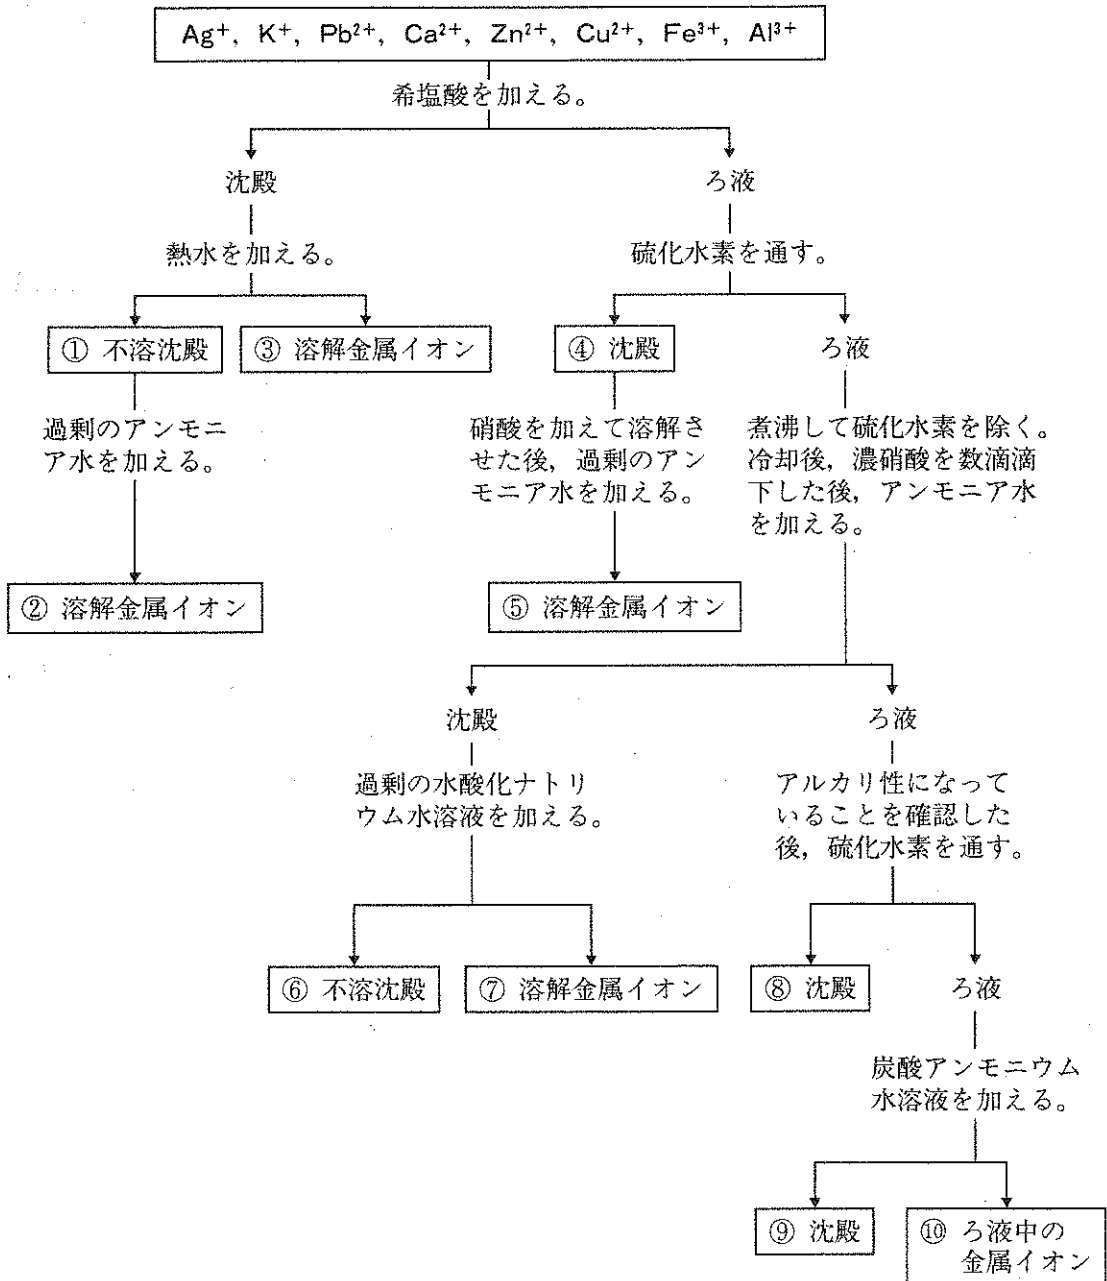 Ag⁺, K⁺, Pb²⁺, Ca²⁺, Zn²⁺, Cu²⁺, Fe³⁺, Al³⁺
希塩酸を加える。
沈殿
ろ液
熱水を加える。
硫化水素を通す。
① 不溶沈殿
③ 溶解金属イオン
④ 沈殿
ろ液
過剰のアンモニ
ア水を加える。
硝酸を加えて溶解さ
せた後，過剰のアン
モニア水を加える。
煮沸して硫化水素を除く。
冷却後，濃硝酸を数滴滴
下した後，アンモニア水
を加える。
② 溶解金属イオン
⑤ 溶解金属イオン
沈殿
ろ液
過剰の水酸化ナトリ
ウム水溶液を加える。
アルカリ性になって
いることを確認した
後，硫化水素を通す。
⑥ 不溶沈殿
⑦ 溶解金属イオン
⑧ 沈殿
ろ液
炭酸アンモニウム
水溶液を加える。
⑨ 沈殿
⑩ ろ液中の
金属イオン